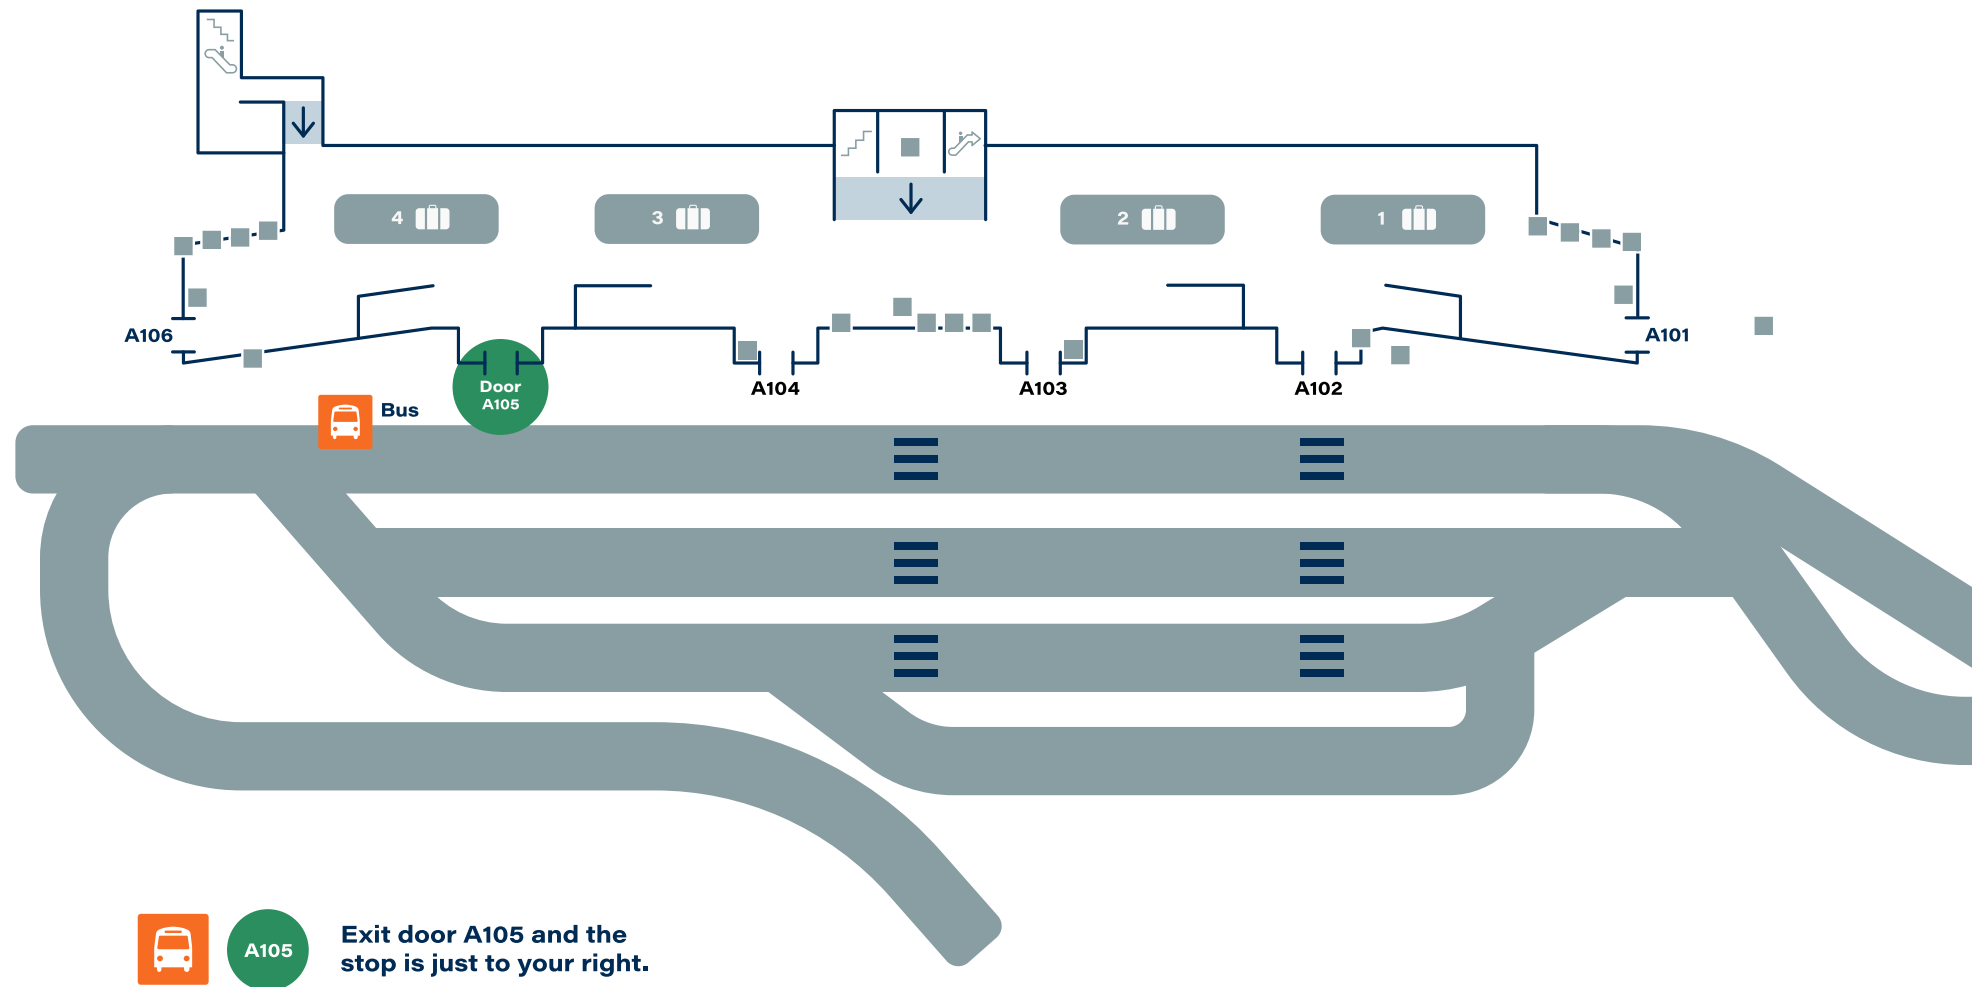 4
3
2
1
A106
A101
Door
A105
A104
A103
A102
Bus
A105
Exit door A105 and the
stop is just to your right.